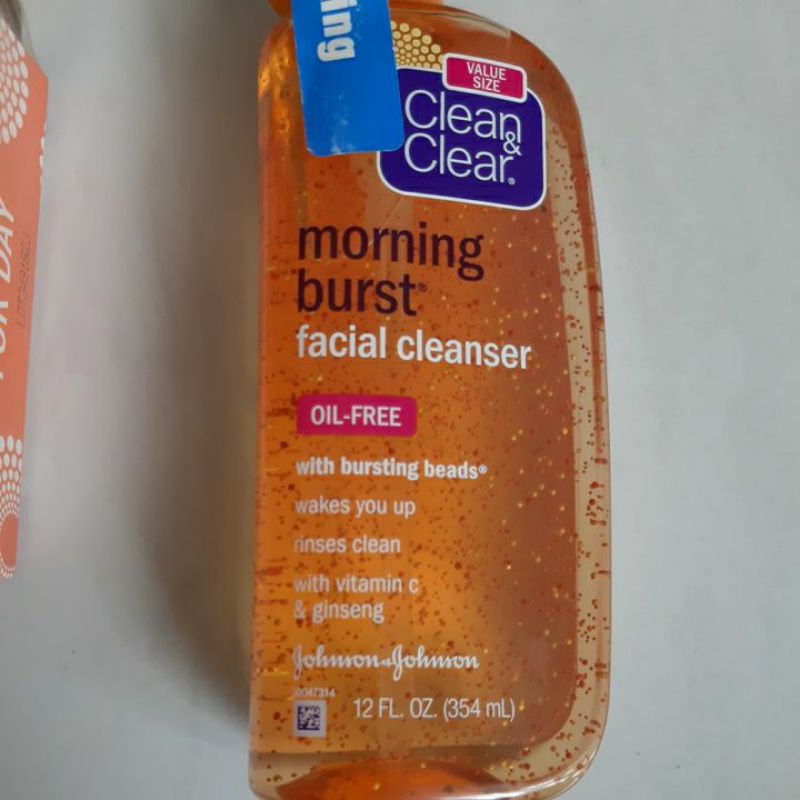 ing
VALUE
SIZE
Clean
&
Clear®
morning
burst®
facial cleanser
OIL-FREE
with bursting beads®
wakes you up
rinses clean
with vitamin c
& ginseng
Johnson&Johnson
12 FL. OZ. (354 mL)
DAY